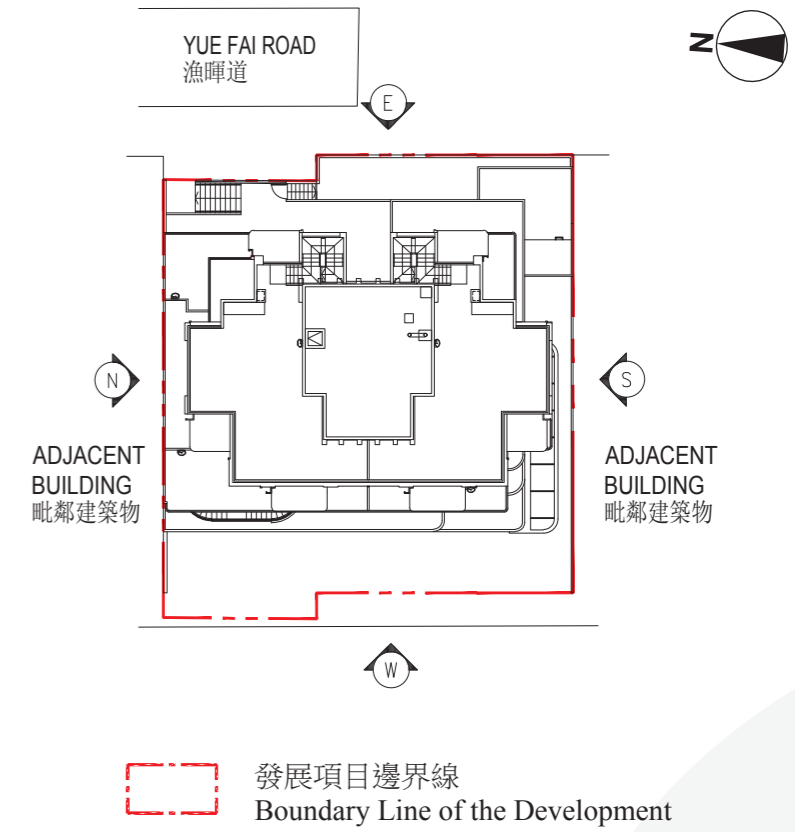 YUE FAI ROAD
漁暉道
N
E
N
S
ADJACENT
BUILDING
毗鄰建築物
ADJACENT
BUILDING
毗鄰建築物
W
發展項目邊界線
Boundary Line of the Development